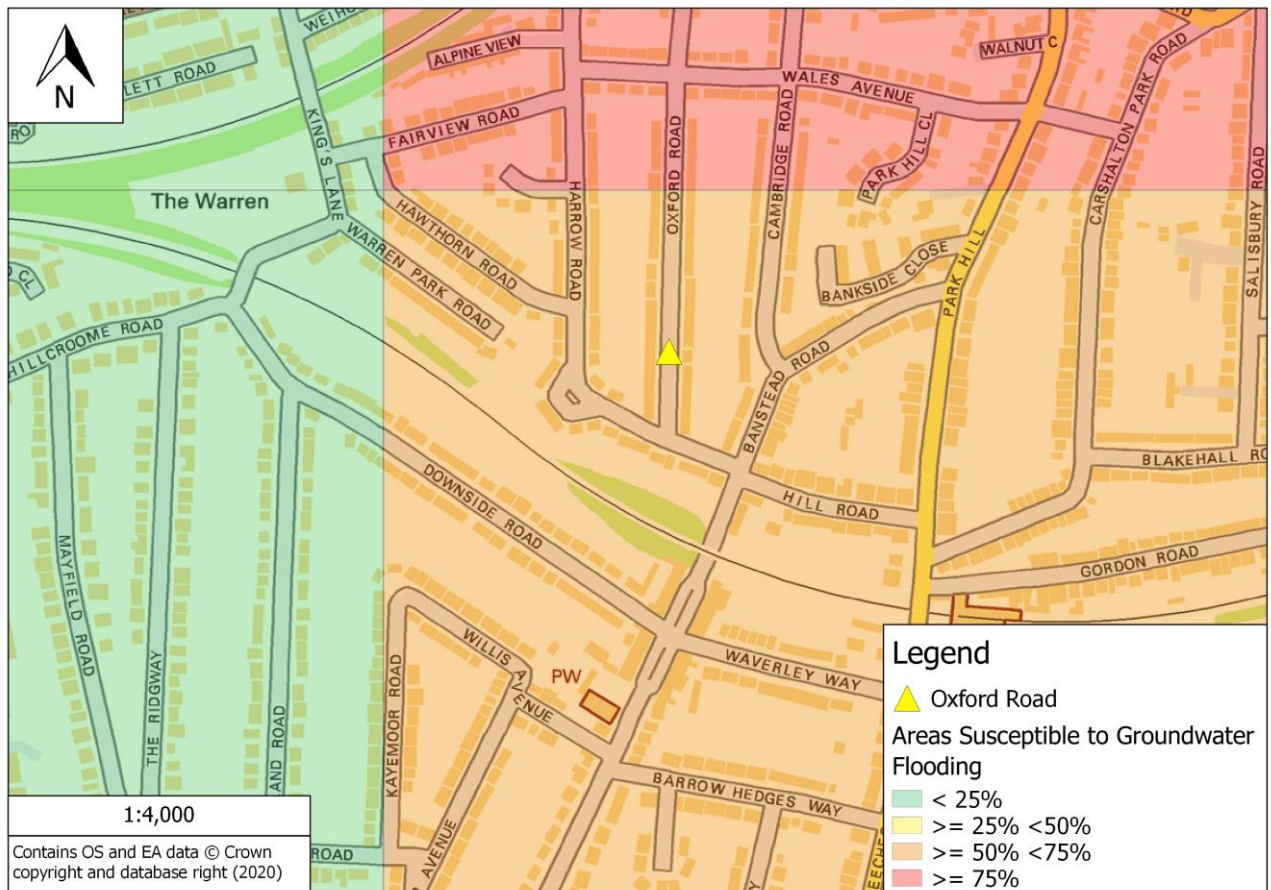 N
WEIHU
ALPINE VIEW
LETT ROAD
KING'S LANE
FAIRVIEW ROAD
WALES AVENUE
WALNUT C
CARSHALTON PARK ROAD
OXFORD ROAD
CAMBRIDGE ROAD
PARK HILL CL
HARROW ROAD
SALISBURY ROAD
The Warren
HAWTHORN ROAD
WARREN PARK ROAD
BANKSIDE CLOSE
PARK HILL
HILLCROOME ROAD
CL
BANSTEAD ROAD
BLAKEHALL RO
HILL ROAD
DOWNSIDE ROAD
GORDON ROAD
MAYFIELD ROAD
THE RIDGWAY
AND ROAD
KAYEMOOR ROAD
WILLIS AVENUE
PW
WAVERLEY WAY
BARROW HEDGES WAY
AVENUE
ROAD
EECHE
1:4,000
Contains OS and EA data © Crown
copyright and database right (2020)
Legend
Oxford Road
Areas Susceptible to Groundwater
Flooding
< 25%
>= 25% <50%
>= 50% <75%
>= 75%